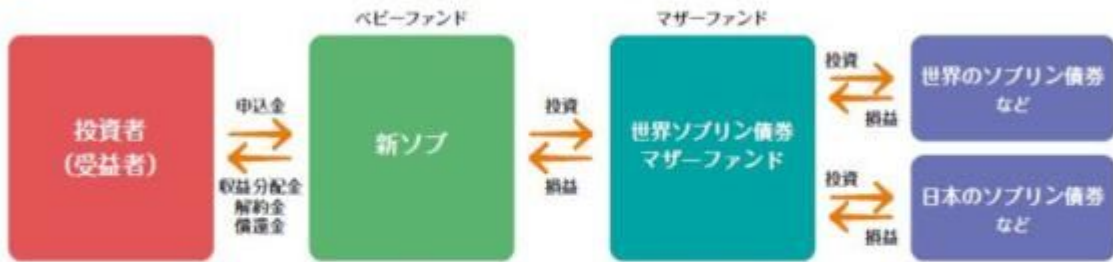 ベビーファンド
マザーファンド
投資者
(受益者)
申込金
収益分配金
解約金
償還金
新ソブ
投資
損益
世界ソブリン債券
マザーファンド
投資
損益
世界のソブリン債券
など
投資
損益
日本のソブリン債券
など